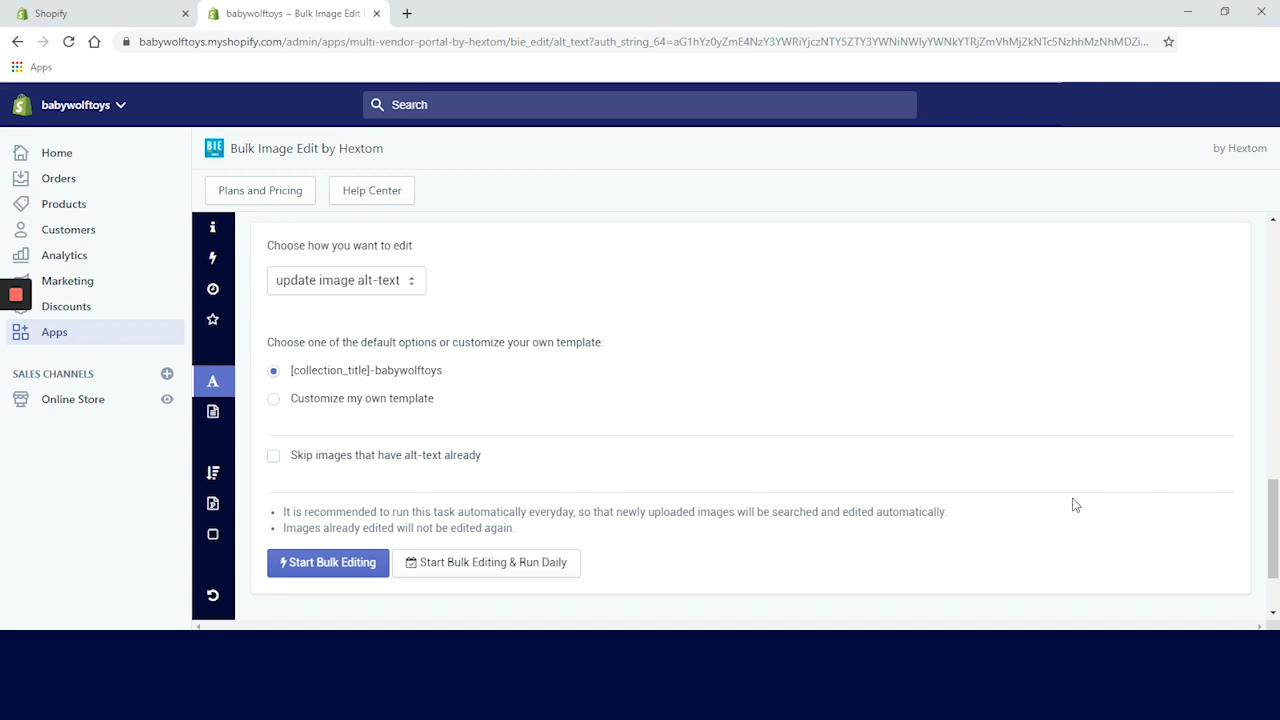 Shopify
babywolftoys ~ Bulk Image Edit
babywolftoys.myshopify.com/admin/apps/multi-vendor-portal-by-hextom/bie_edit/alt_text?auth_string_64=
Apps
babywolftoys
Search
Home
Orders
Products
Customers
Analytics
Marketing
Discounts
Apps
SALES CHANNELS
Online Store
BIE
Bulk Image Edit by Hextom
by Hextom
Plans and Pricing
Help Center
Choose how you want to edit
update image alt-text
Choose one of the default options or customize your own template:
[collection_title]-babywolftoys
Customize my own template
Skip images that have alt-text already
• It is recommended to run this task automatically everyday, so that newly uploaded images will be searched and edited automatically.
• Images already edited will not be edited again.
Start Bulk Editing
Start Bulk Editing & Run Daily